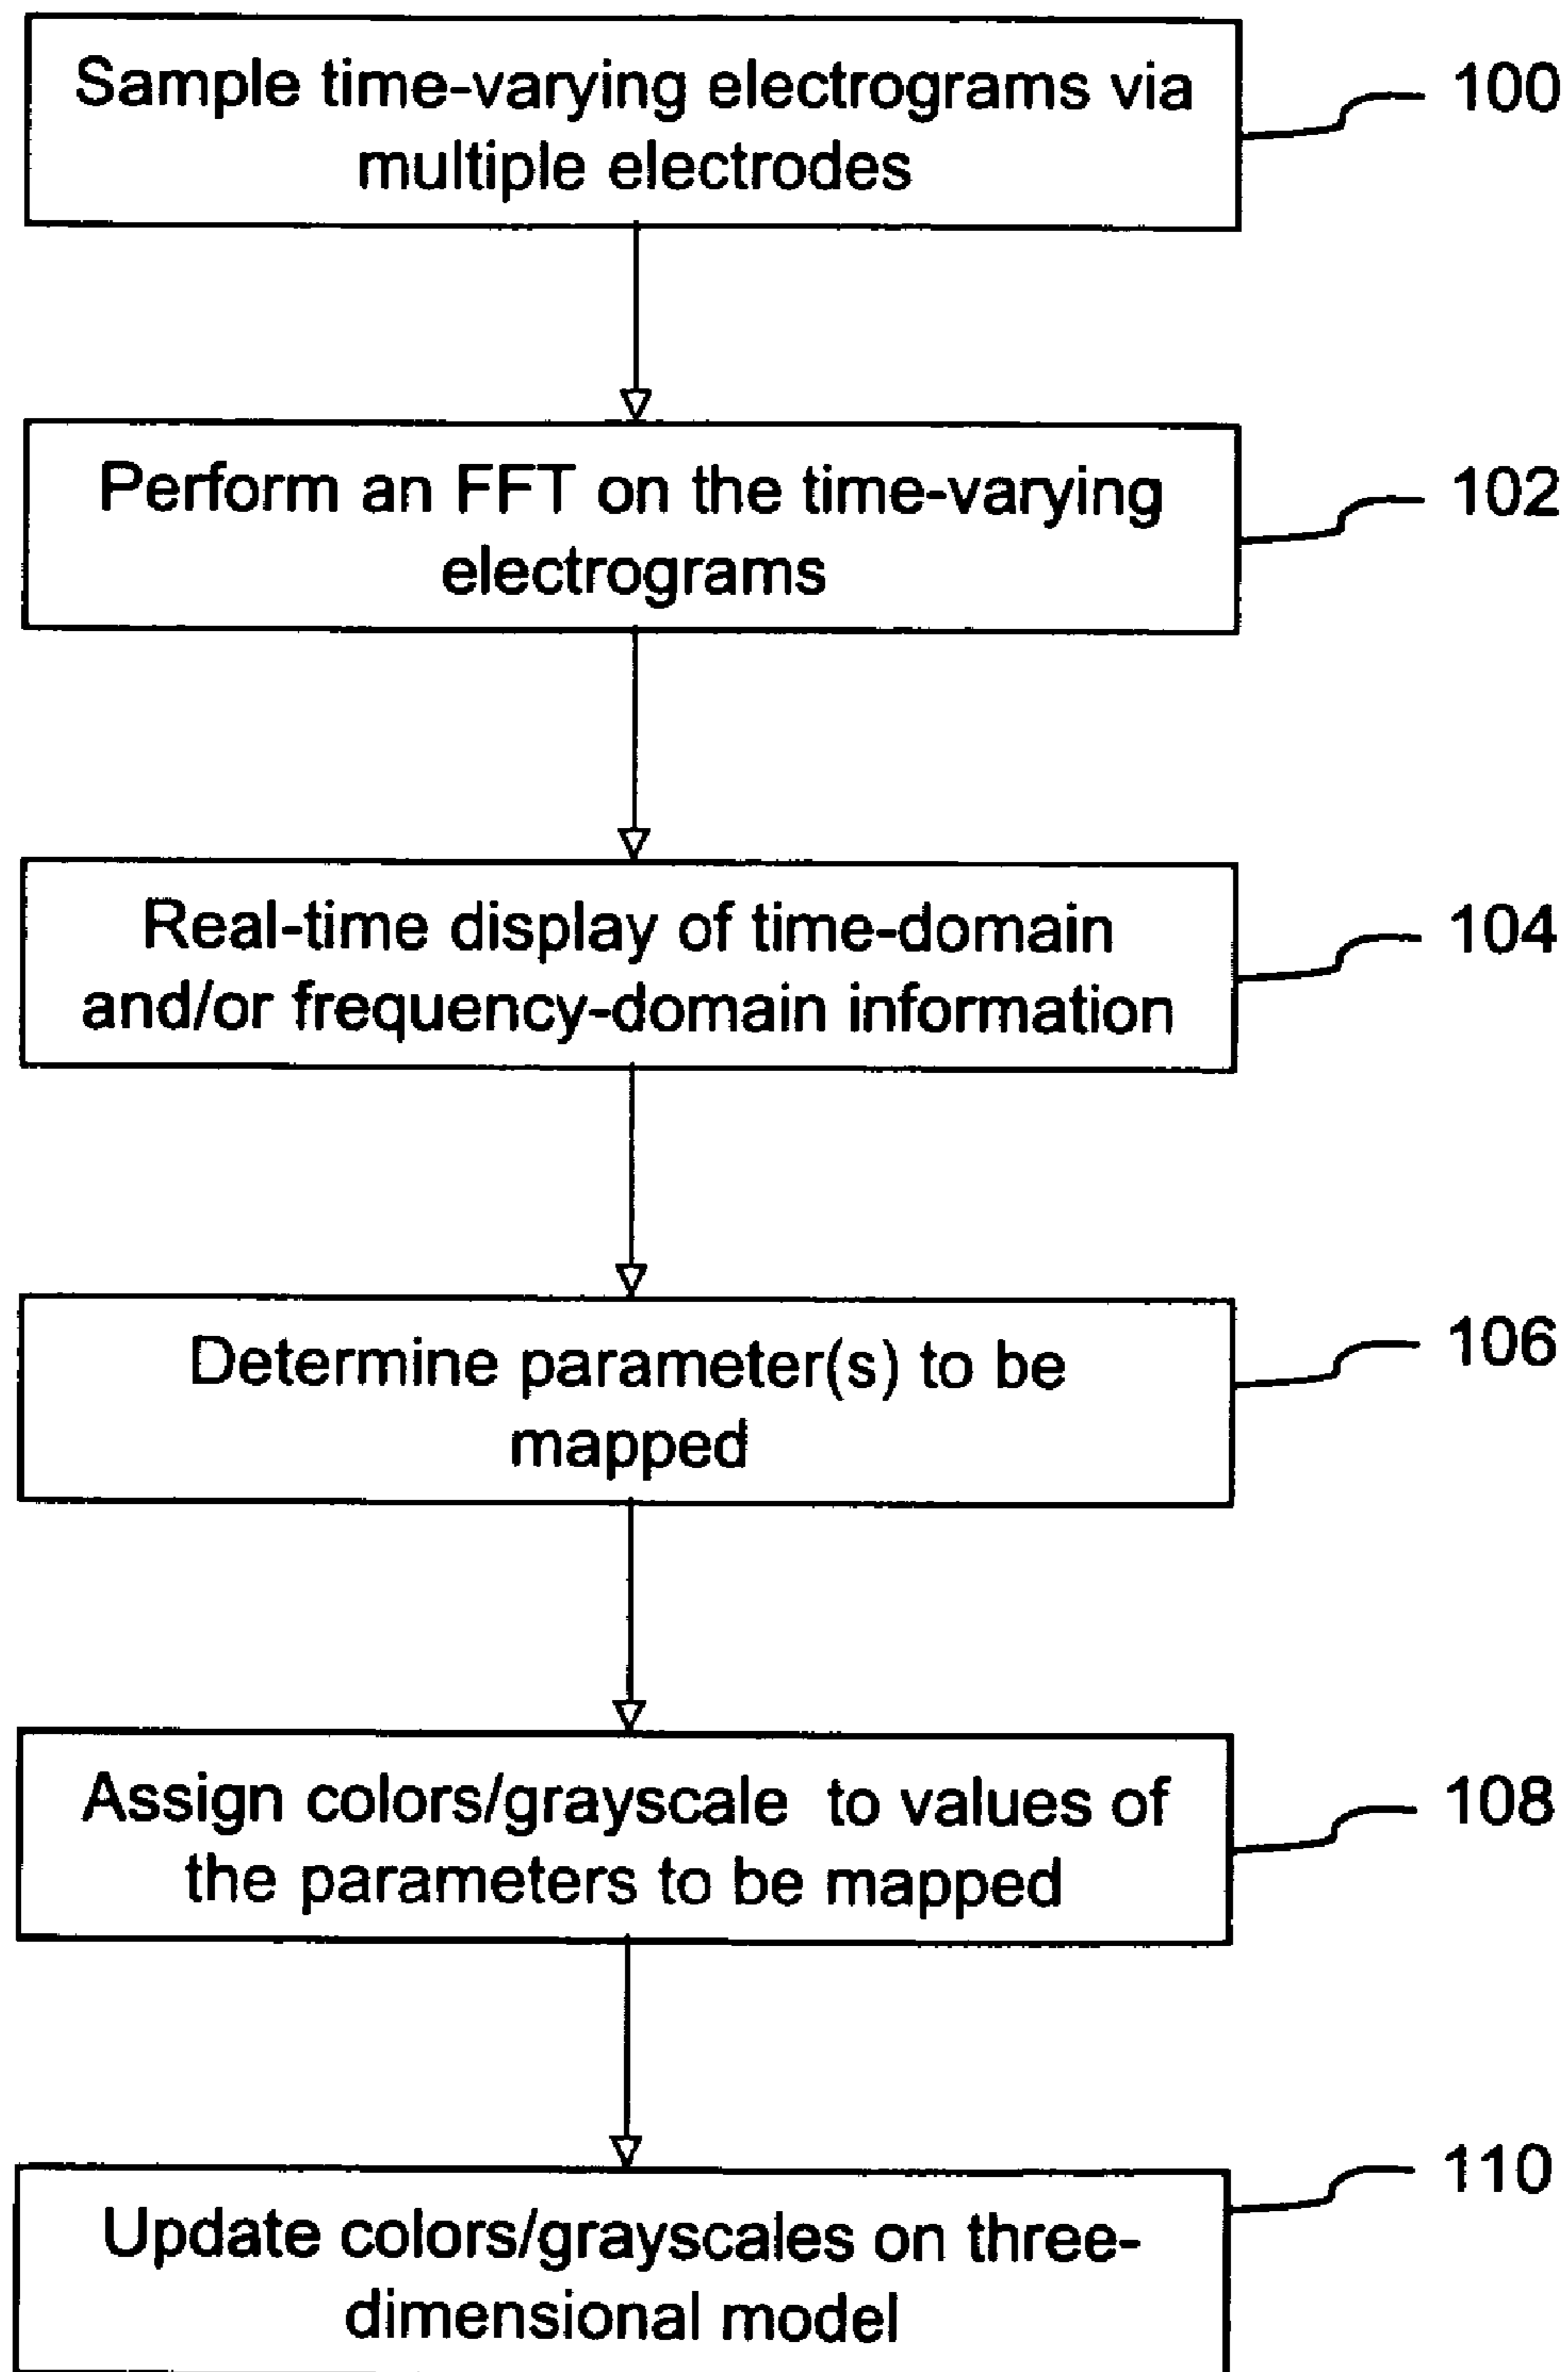 Sample time-varying electrograms via
multiple electrodes
100
Perform an FFT on the time-varying
electrograms
102
Real-time display of time-domain
and/or frequency-domain information
104
Determine parameter(s) to be
mapped
106
Assign colors/grayscale to values of
the parameters to be mapped
108
Update colors/grayscales on three-
dimensional model
110